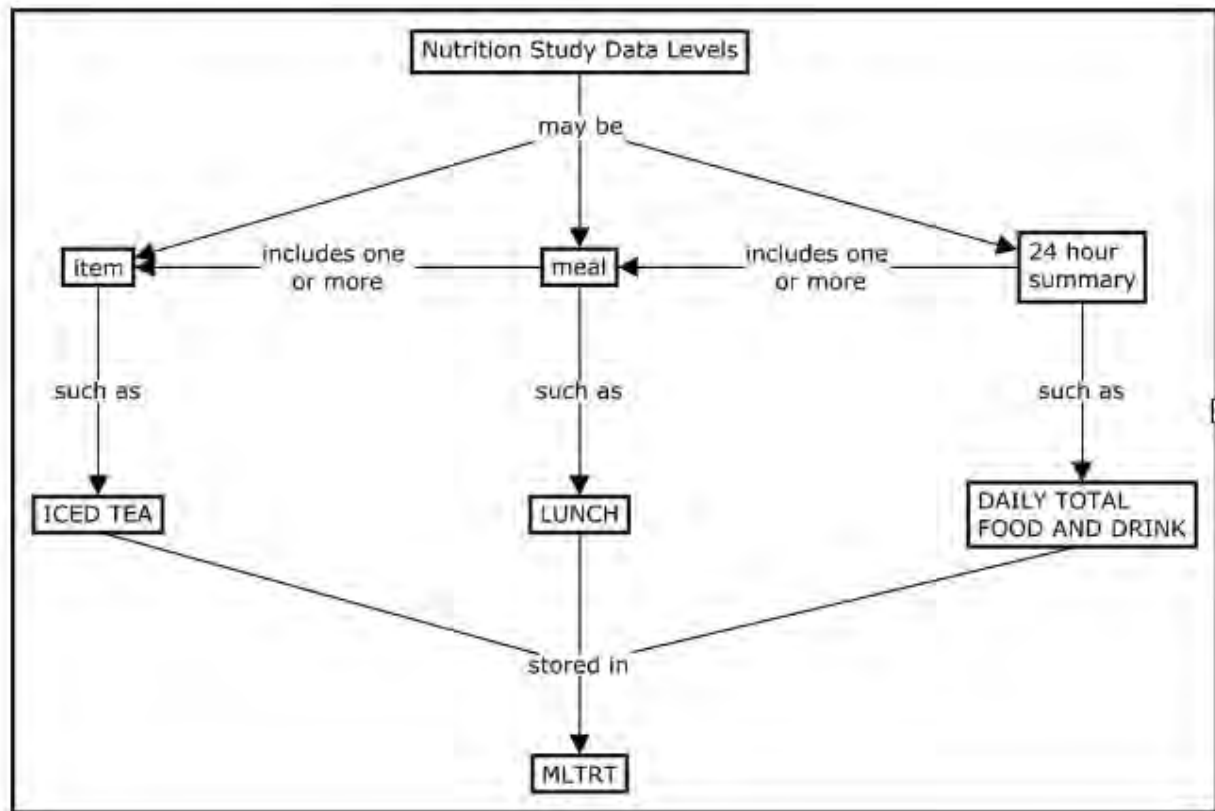 Nutrition Study Data Levels
may be
item
includes one
or more
meal
includes one
or more
24 hour
summary
such as
such as
such as
ICED TEA
LUNCH
DAILY TOTAL
FOOD AND DRINK
stored in
MLTRT